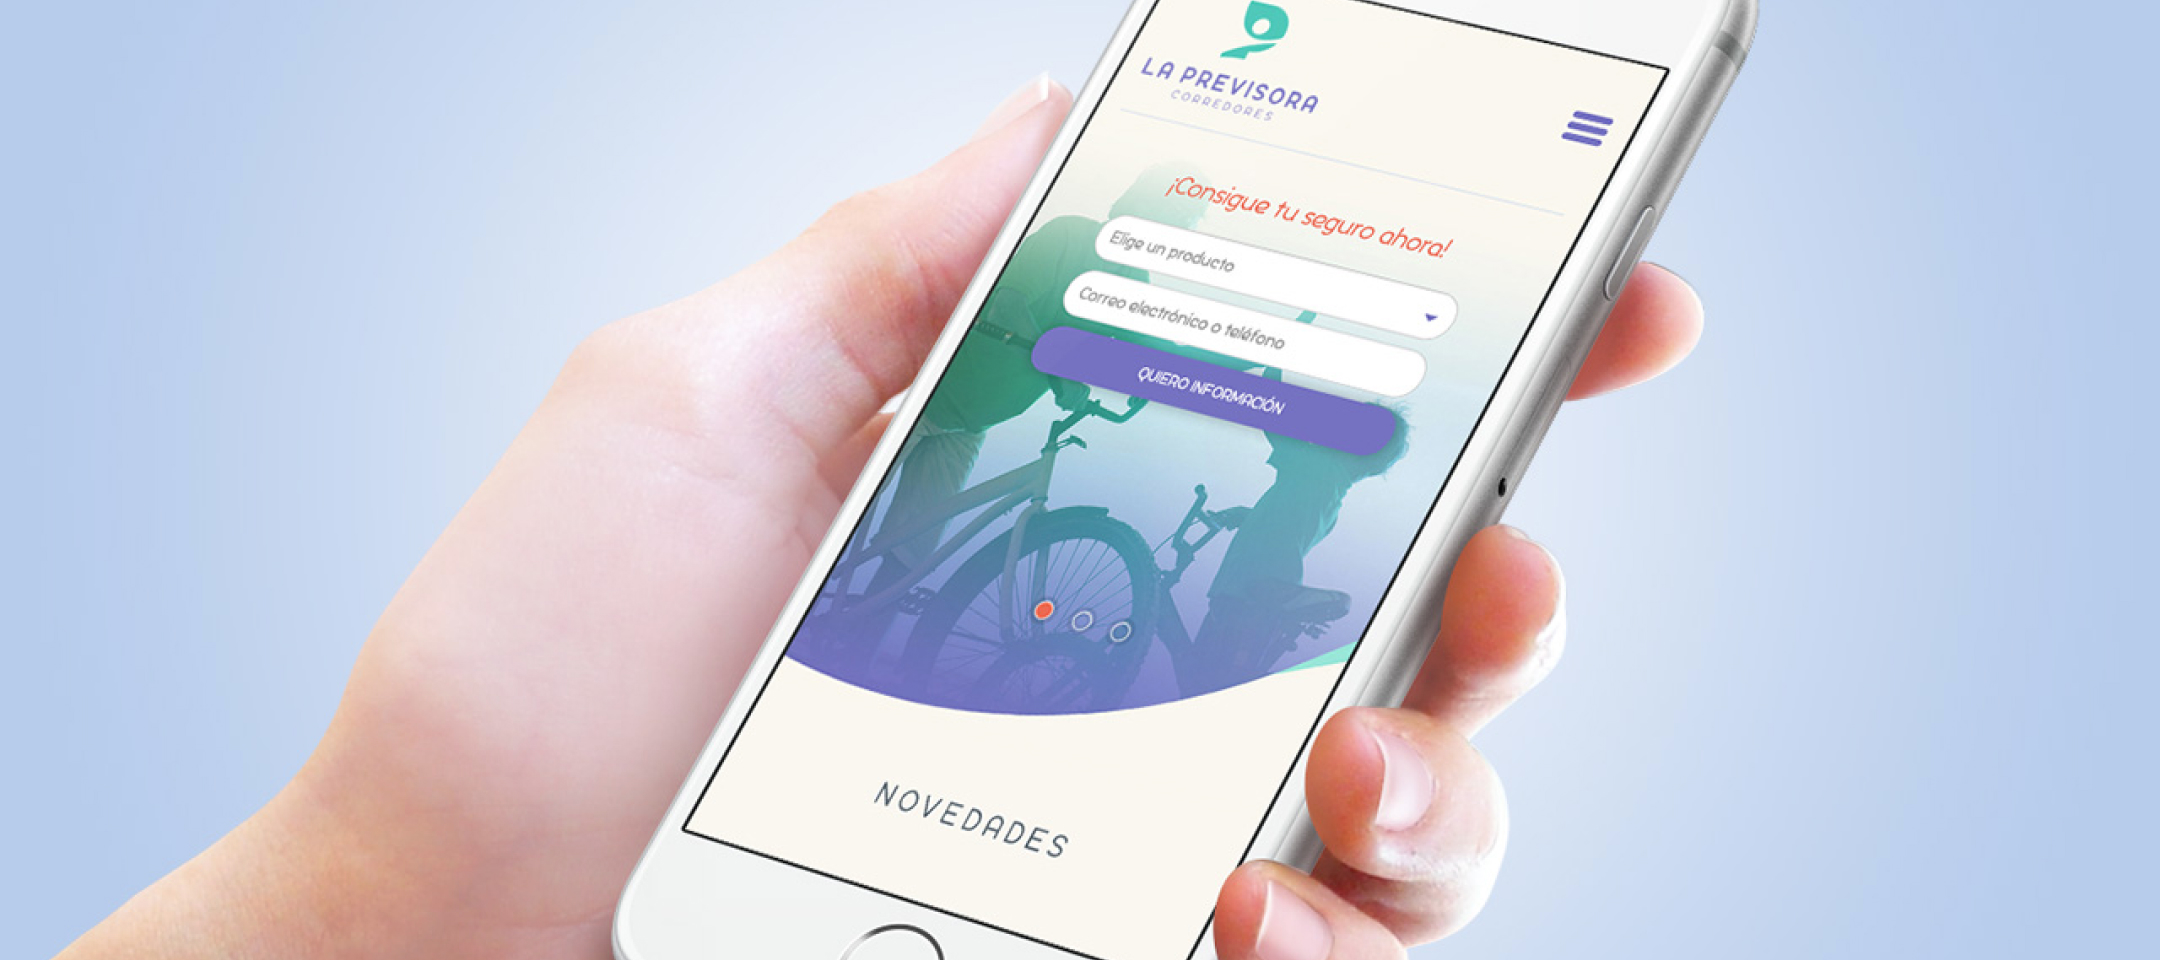 LA PREVISORA
CORREDORES
¡Consigue tu seguro ahora!
Elige un producto
Correo electrónico o teléfono
QUIERO INFORMACIÓN
NOVEDADES